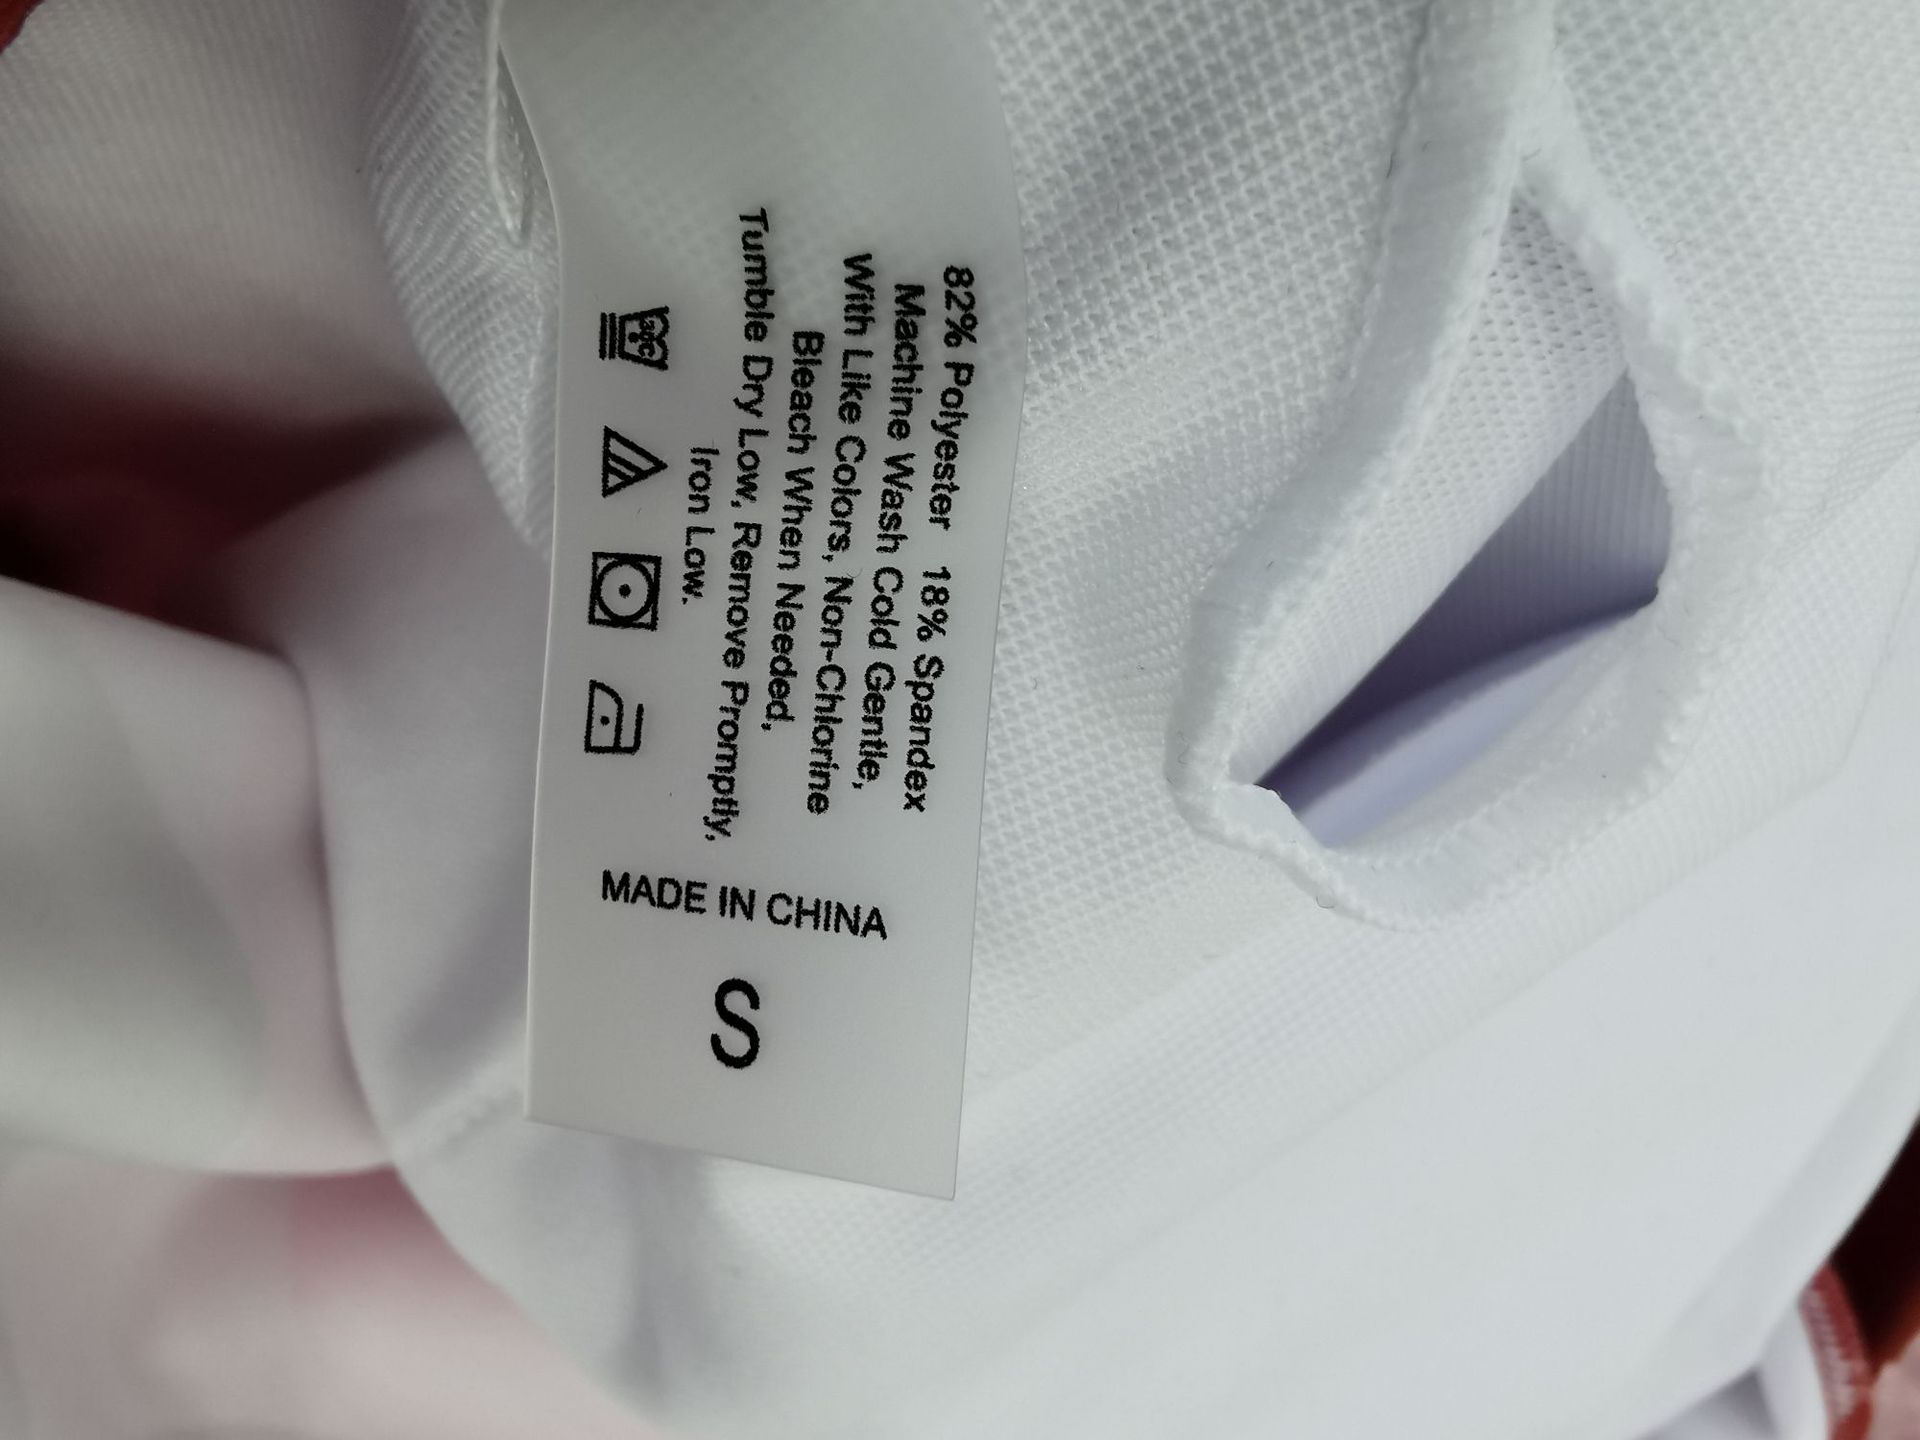 82% Polyester 18% Spandex
Machine Wash Cold Gentle,
With Like Colors, Non-Chlorine
Bleach When Needed,
Tumble Dry Low, Remove Promptly,
Iron Low.
MADE IN CHINA
S